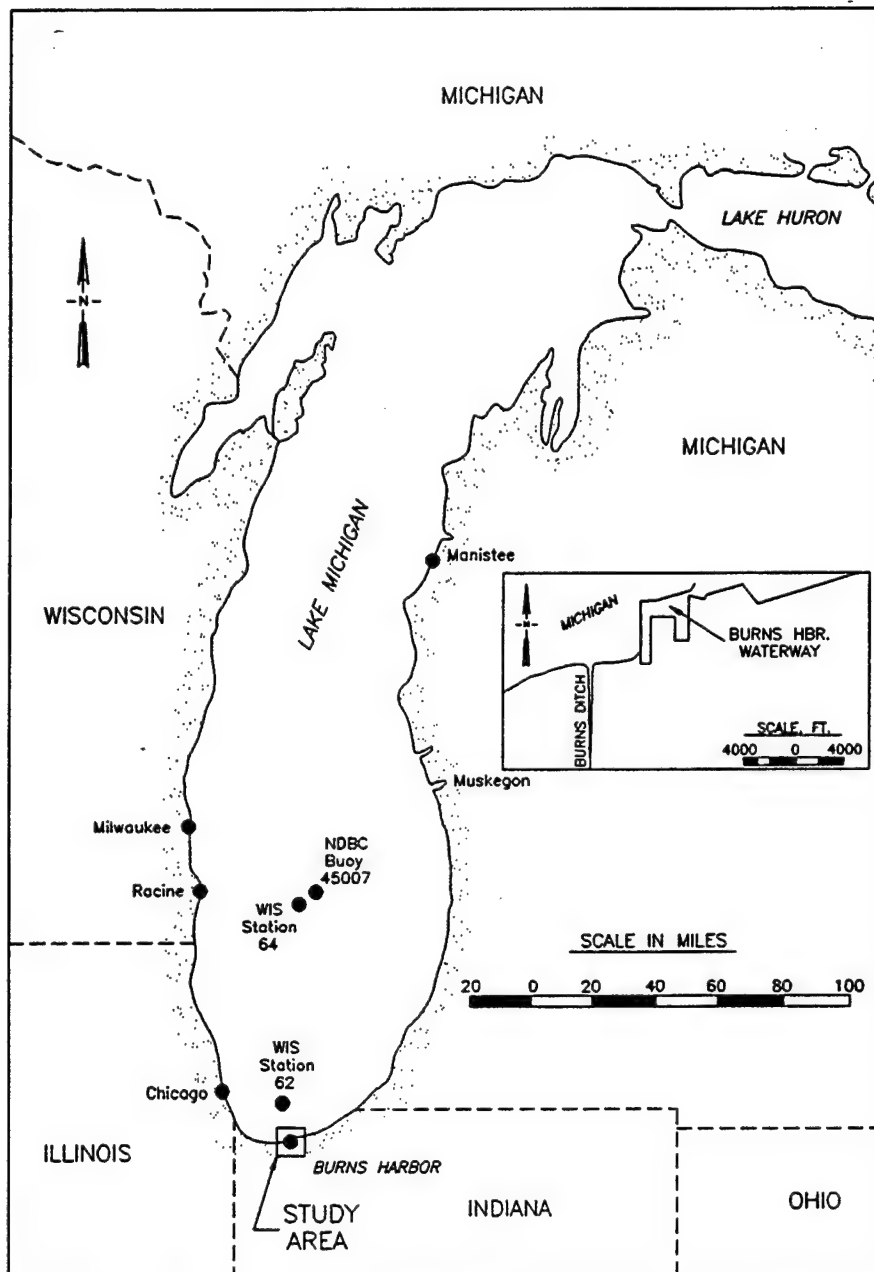 MICHIGAN
LAKE HURON
N
MICHIGAN
LAKE MICHIGAN
Manistee
WISCONSIN
MICHIGAN
N
BURNS HBR.
WATERWAY
BURNS DITCH
SCALE, FT.
4000 0 4000
Muskegon
Milwaukee
NDBC
Buoy
45007
Racine
WIS
Station
64
SCALE IN MILES
20 0 20 40 60 80 100
WIS
Station
62
Chicago
ILLINOIS
BURNS HARBOR
STUDY
AREA
INDIANA
OHIO